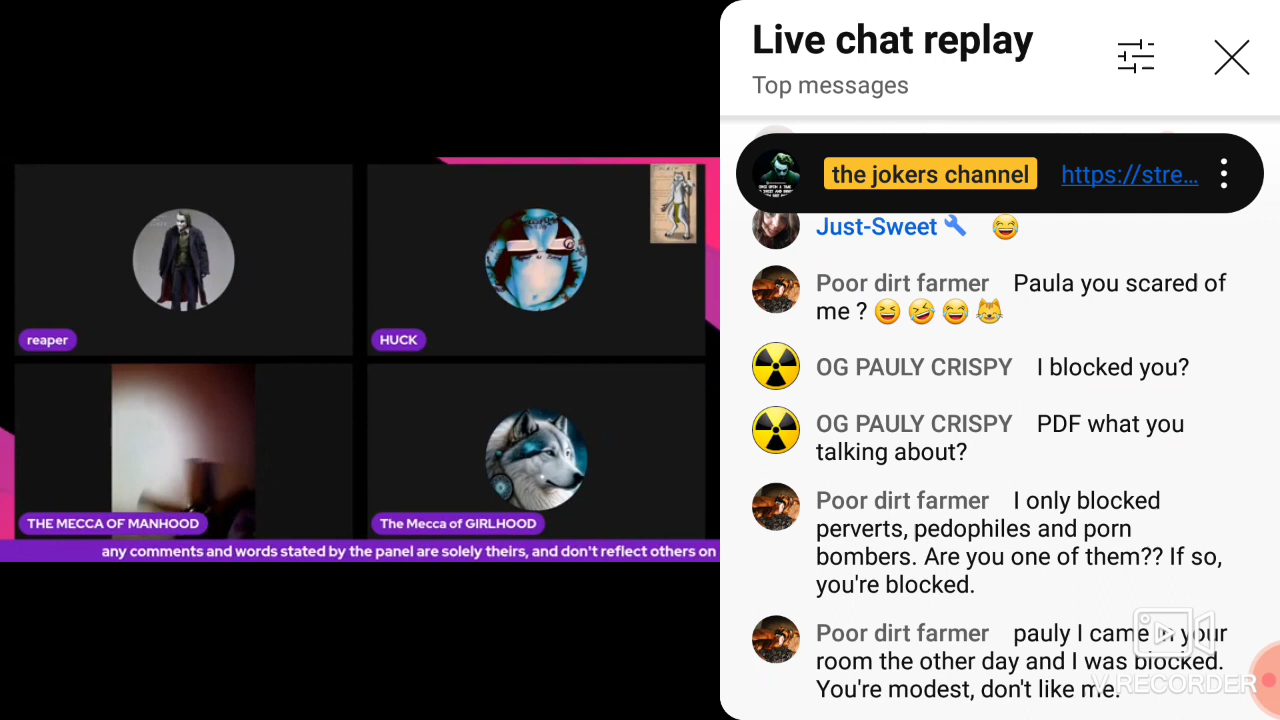 Live chat replay
Top messages
the jokers channel https://stre...
Just-Sweet 🔧 😂
Poor dirt farmer Paula you scared of
me ? 😆 🤣 😂 😹
OG PAULY CRISPY I blocked you?
OG PAULY CRISPY PDF what you
talking about?
Poor dirt farmer I only blocked
perverts, pedophiles and porn
bombers. Are you one of them?? If so,
you're blocked.
Poor dirt farmer pauly I came in your
room the other day and I was blocked.
You're modest, don't like me.
reaper
HUCK
THE MECCA OF MANHOOD
The Mecca of GIRLHOOD
any comments and words stated by the panel are solely theirs, and don't reflect others on
V.RECORDER